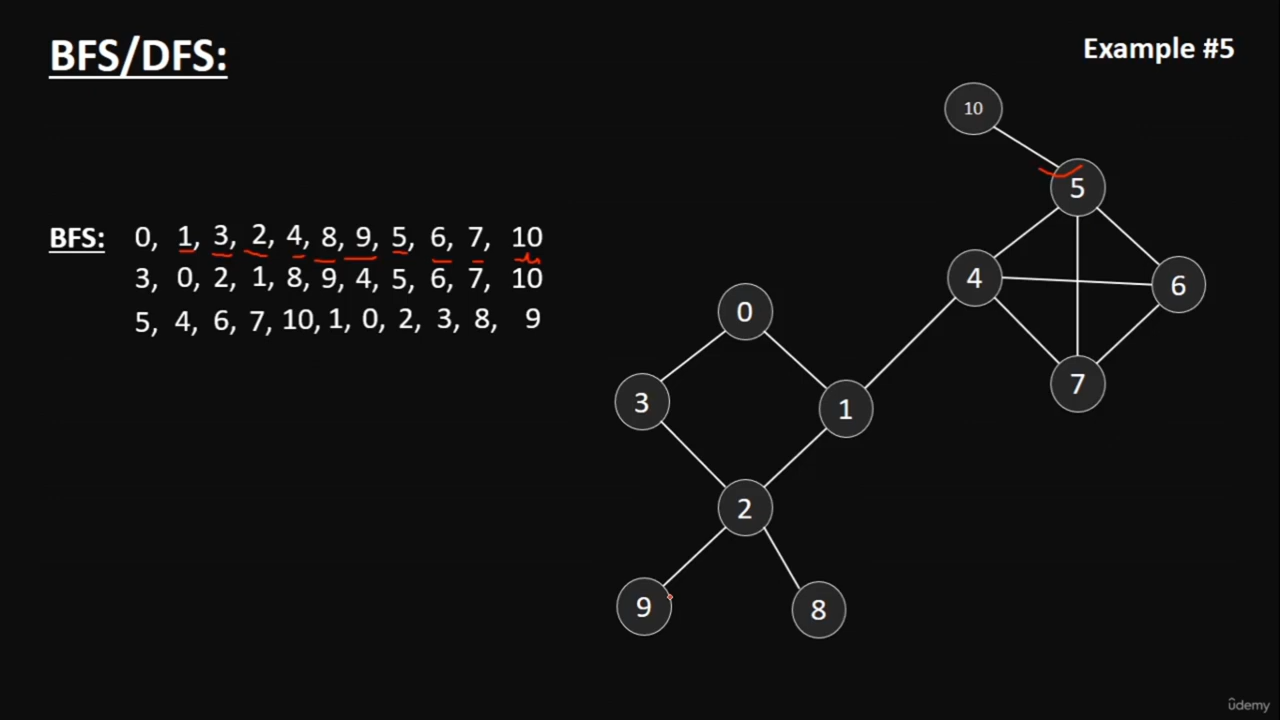 BFS/DFS:
Example #5
BFS: 0, 1, 3, 2, 4, 8, 9, 5, 6, 7, 10
3, 0, 2, 1, 8, 9, 4, 5, 6, 7, 10
5, 4, 6, 7, 10, 1, 0, 2, 3, 8, 9
10
5
4
6
0
7
3
1
2
9
8
ûdemy